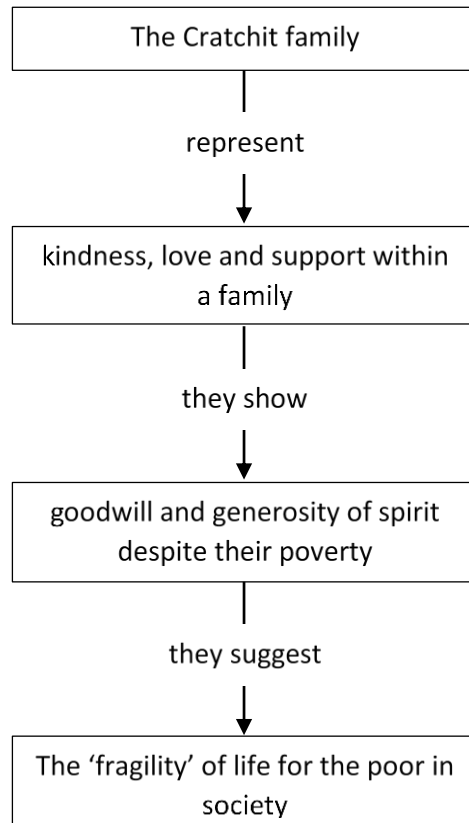 The Cratchit family
represent
kindness, love and support within
a family
they show
goodwill and generosity of spirit
despite their poverty
they suggest
The ‘fragility’ of life for the poor in
society